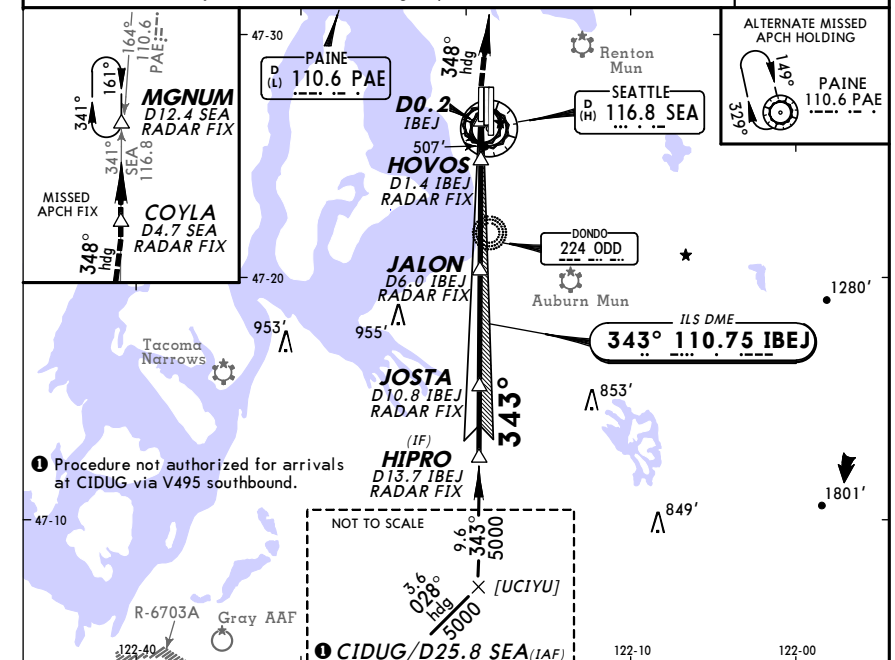 47-30
PAINE
D
(L) 110.6 PAE
348°
hdg
Renton
Mun
D0.2
IBEJ
507'
SEATTLE
D
(H) 116.8 SEA
HOVOS
D1.4 IBEJ
RADAR FIX
DONDO
224 ODD
164°
110.6
PAE
341°
161°
MGNUM
D12.4 SEA
RADAR FIX
341°
SEA
116.8
MISSED
APCH FIX
COYLA
D4.7 SEA
RADAR FIX
348°
hdg
ALTERNATE MISSED
APCH HOLDING
149°
329°
PAINE
110.6 PAE
47-20
JALON
D6.0 IBEJ
RADAR FIX
Auburn Mun
1280'
953'
955'
ILS DME
343° 110.75 IBEJ
Tacoma
Narrows
JOSTA
D10.8 IBEJ
RADAR FIX
343°
853'
(IF)
HIPRO
D13.7 IBEJ
RADAR FIX
❶ Procedure not authorized for arrivals
at CIDUG via V495 southbound.
1801'
849'
47-10
NOT TO SCALE
9.6
343°
5000
[UCIYU]
3.6
028°
hdg
5000
R-6703A
Gray AAF
❶ CIDUG/D25.8 SEA(IAF)
122-40
122-10
122-00